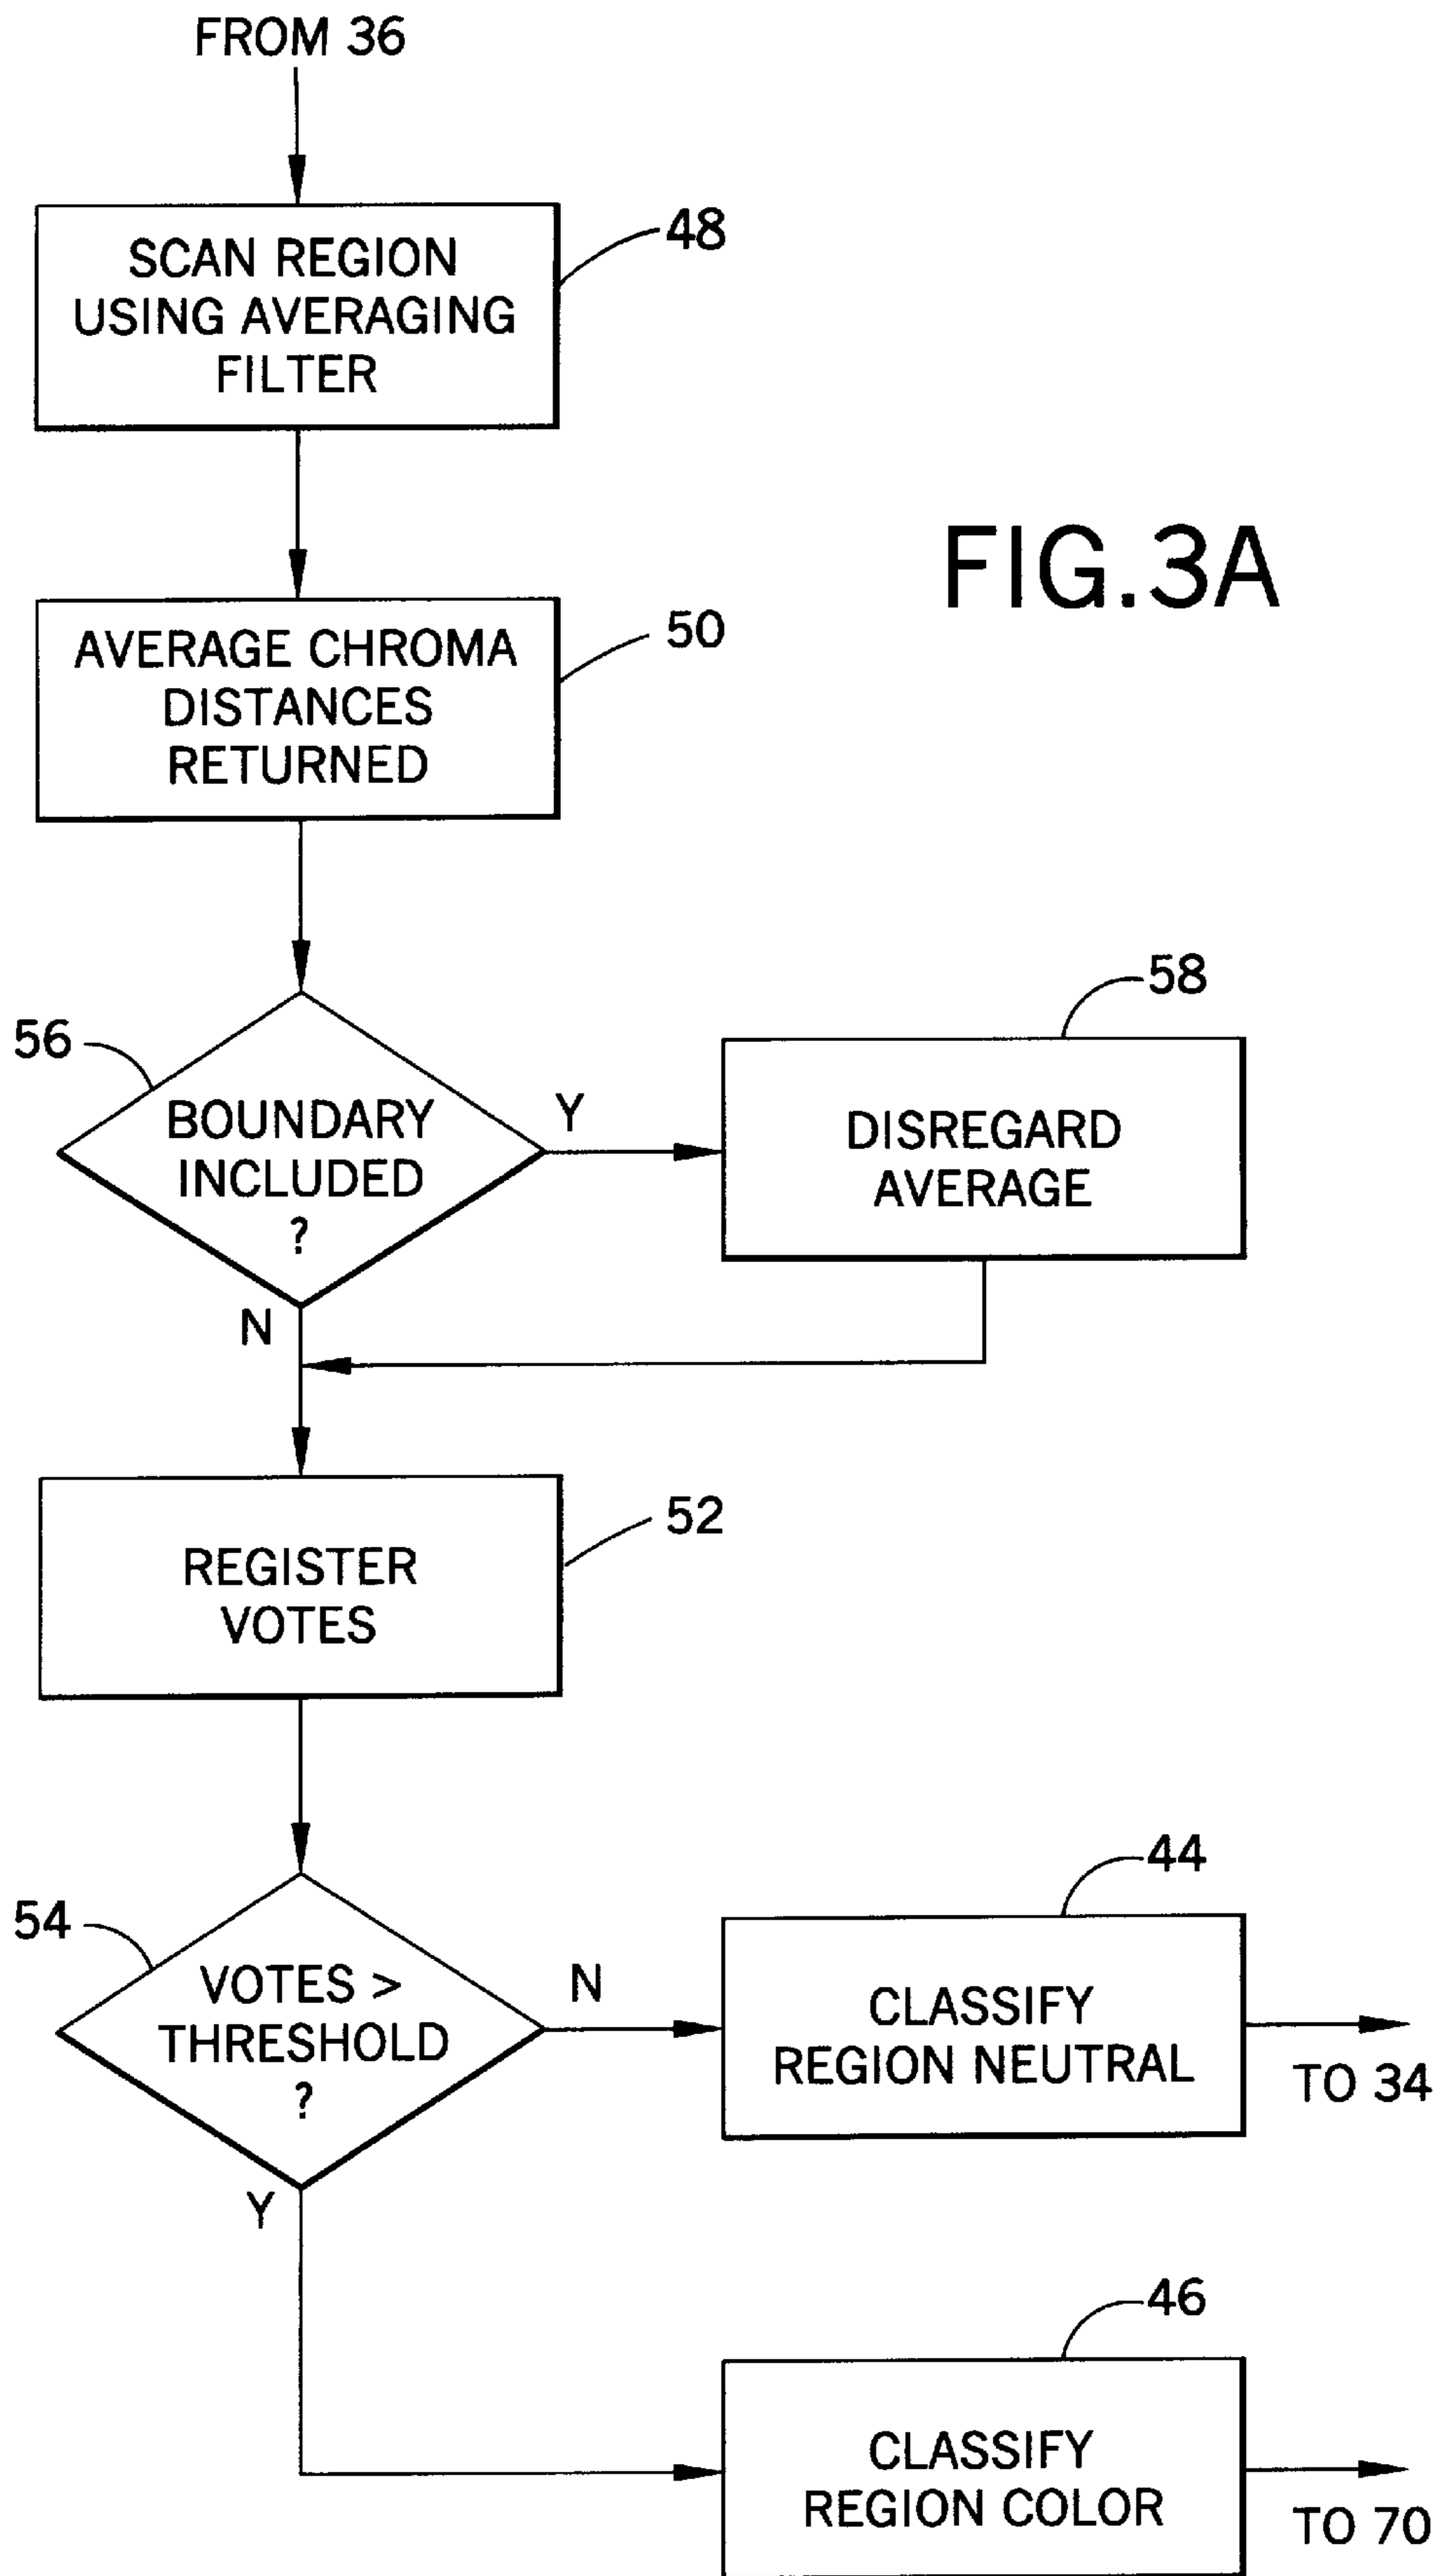 FROM 36
SCAN REGION
USING AVERAGING
FILTER
48
FIG.3A
AVERAGE CHROMA
DISTANCES
RETURNED
50
56
BOUNDARY
INCLUDED
?
Y
58
DISREGARD
AVERAGE
N
REGISTER
VOTES
52
54
VOTES >
THRESHOLD
?
N
44
CLASSIFY
REGION NEUTRAL
TO 34
Y
46
CLASSIFY
REGION COLOR
TO 70